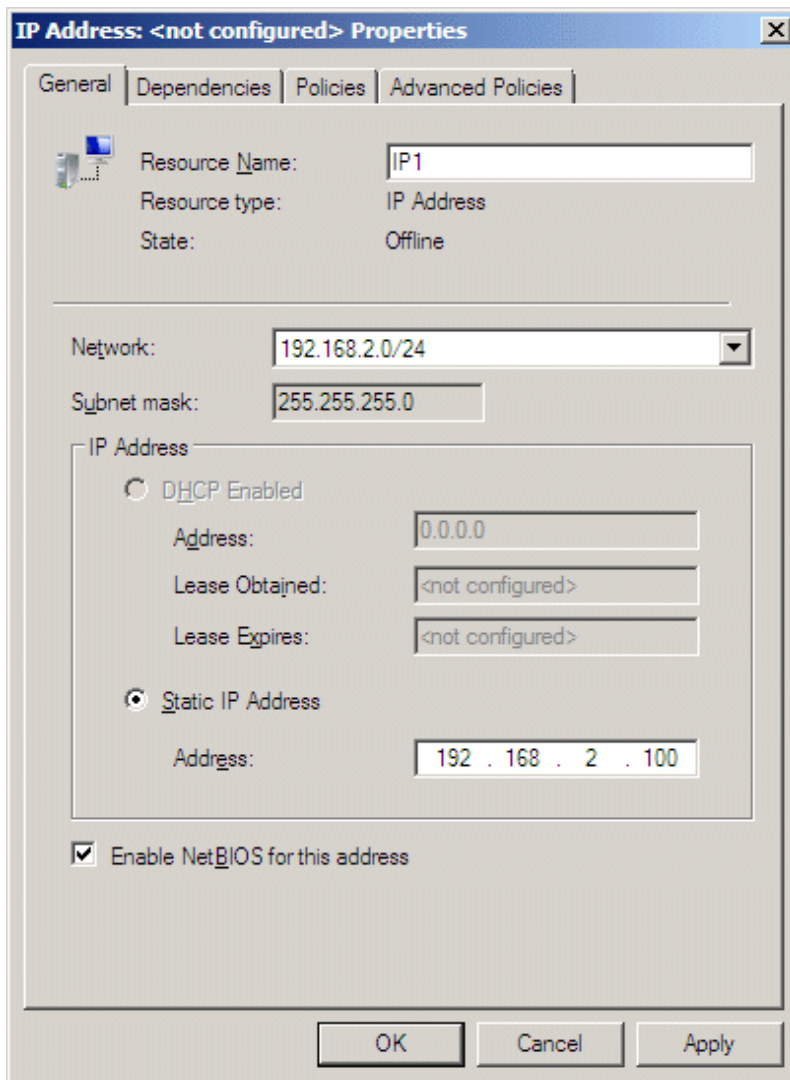 IP Address: <not configured> Properties
General Dependencies Policies Advanced Policies
Resource Name: IP1
Resource type: IP Address
State: Offline
Network: 192.168.2.0/24
Subnet mask: 255.255.255.0
IP Address
DHCP Enabled
Address: 0.0.0.0
Lease Obtained: <not configured>
Lease Expires: <not configured>
Static IP Address
Address: 192 . 168 . 2 . 100
Enable NetBIOS for this address
OK Cancel Apply